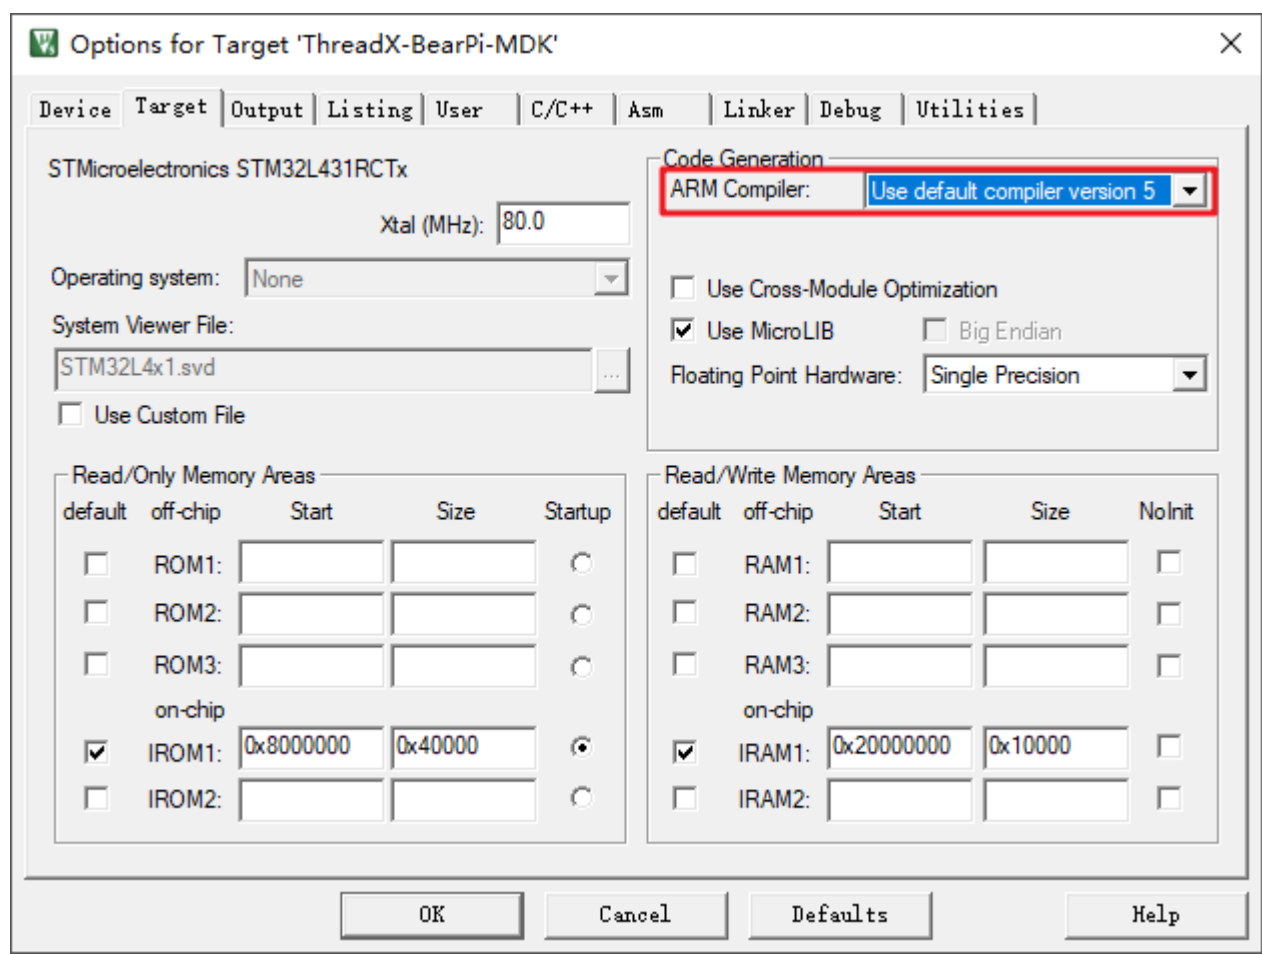 Options for Target 'ThreadX-BearPi-MDK'
Device Target Output Listing User C/C++ Asm Linker Debug Utilities
STMicroelectronics STM32L431RCTx
Xtal (MHz): 80.0
Operating system: None
System Viewer File:
STM32L4x1.svd ...
Use Custom File
Code Generation
ARM Compiler: Use default compiler version 5
Use Cross-Module Optimization
Use MicroLIB Big Endian
Floating Point Hardware: Single Precision
Read/Only Memory Areas
default off-chip Start Size Startup
ROM1:
ROM2:
ROM3:
on-chip
IROM1: 0x8000000 0x40000
IROM2:
Read/Write Memory Areas
default off-chip Start Size NoInit
RAM1:
RAM2:
RAM3:
on-chip
IRAM1: 0x20000000 0x10000
IRAM2:
OK Cancel Defaults Help